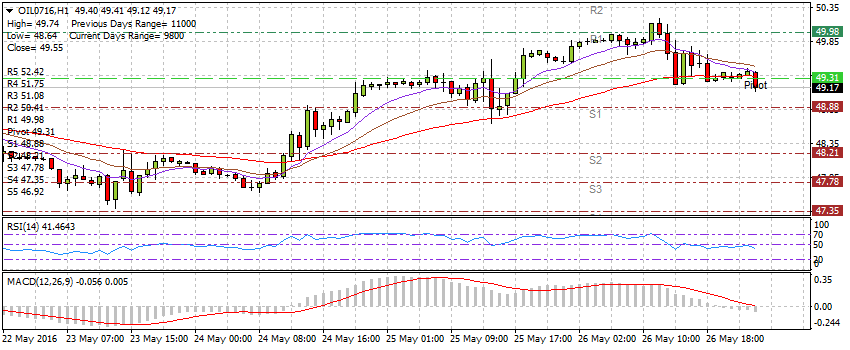 OIL0716,H1 49.40 49.41 49.12 49.17
High= 49.74 Previous Days Range= 11000
Low= 48.64 Current Days Range= 9800
Close= 49.55
R5 52.42
R4 51.75
R3 51.08
R2 50.41
R1 49.98
Pivot 49.31
S1 48.88
S3 47.78
S4 47.35
S5 46.92
R2
R1
Pivot
S1
S2
S3
50.35
49.98
49.85
49.31
49.17
48.88
48.35
48.21
47.78
47.35
RSI(14) 41.4643
100
70
50
20
0
MACD(12,26,9) -0.056 0.005
0.35
0.00
-0.244
22 May 2016
23 May 07:00
23 May 15:00
24 May 00:00
24 May 08:00
24 May 16:00
25 May 01:00
25 May 09:00
25 May 17:00
26 May 02:00
26 May 10:00
26 May 18:00